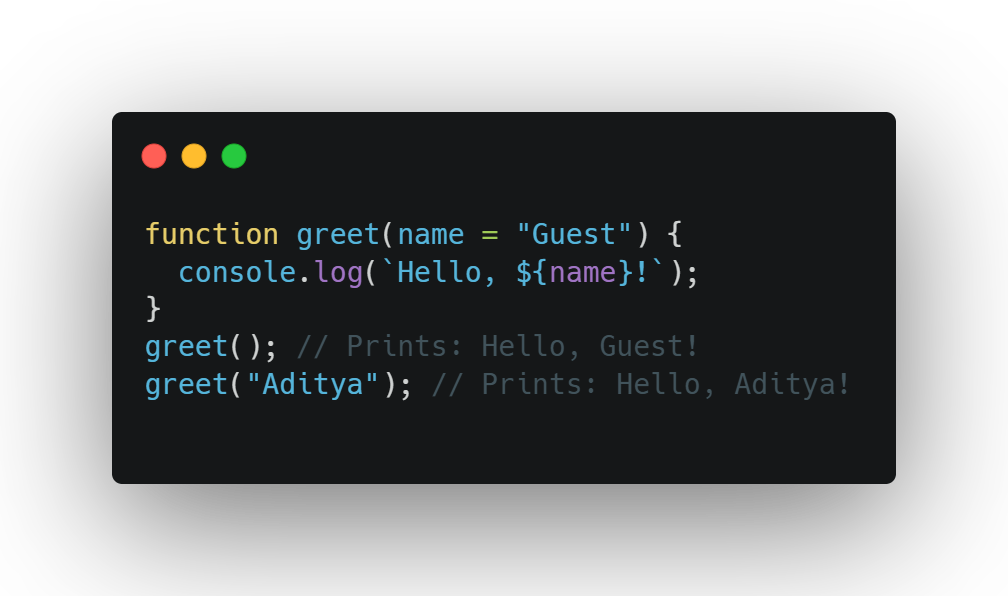 function greet(name = "Guest") {
  console.log(`Hello, ${name}!`);
}
greet(); // Prints: Hello, Guest!
greet("Aditya"); // Prints: Hello, Aditya!